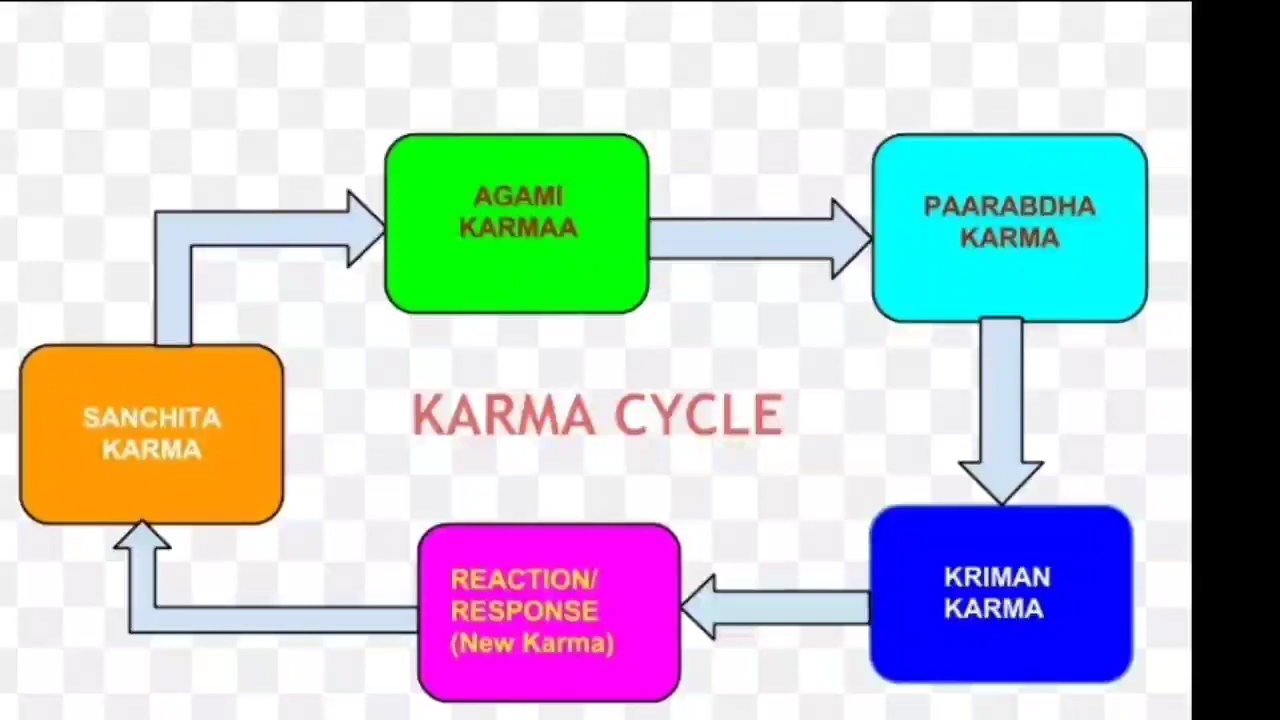 AGAMI
KARMAA
PAARABDHA
KARMA
KARMA CYCLE
SANCHITA
KARMA
REACTION/
RESPONSE
(New Karma)
KRIMAN
KARMA